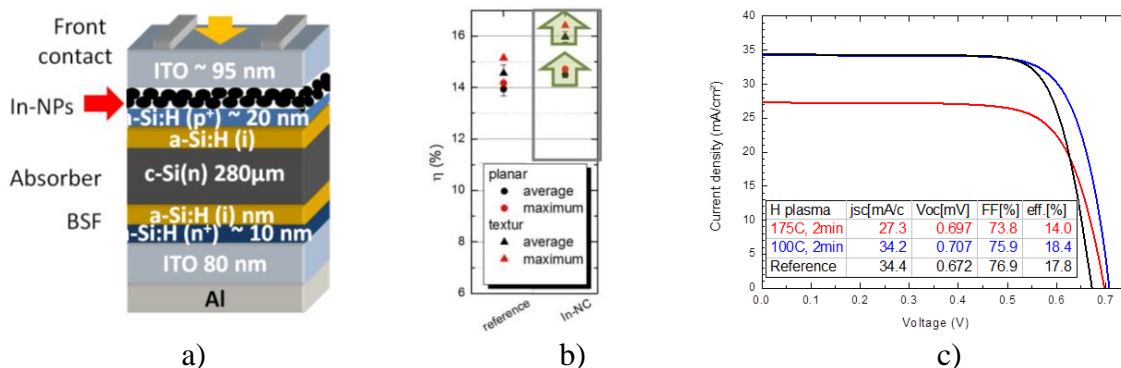 Front
contact
ITO ~ 95 nm
In-NPs
a-Si:H (p⁺) ~ 20 nm
a-Si:H (i)
Absorber
c-Si(n) 280μm
BSF
a-Si:H (i) nm
a-Si:H (n⁺) ~ 10 nm
ITO 80 nm
Al
a)
16
14
12
10
8
6
η (%)
planar
average
maximum
textur
average
maximum
reference
In-NC
b)
40
35
30
25
20
15
10
5
0
Current density (mA/cm²)
H plasma jsc[mA/c Voc[mV] FF[%] eff.[%]
175C, 2min 27.3 0.697 73.8 14.0
100C, 2min 34.2 0.707 75.9 18.4
Reference 34.4 0.672 76.9 17.8
0.0 0.1 0.2 0.3 0.4 0.5 0.6 0.7
Voltage (V)
c)